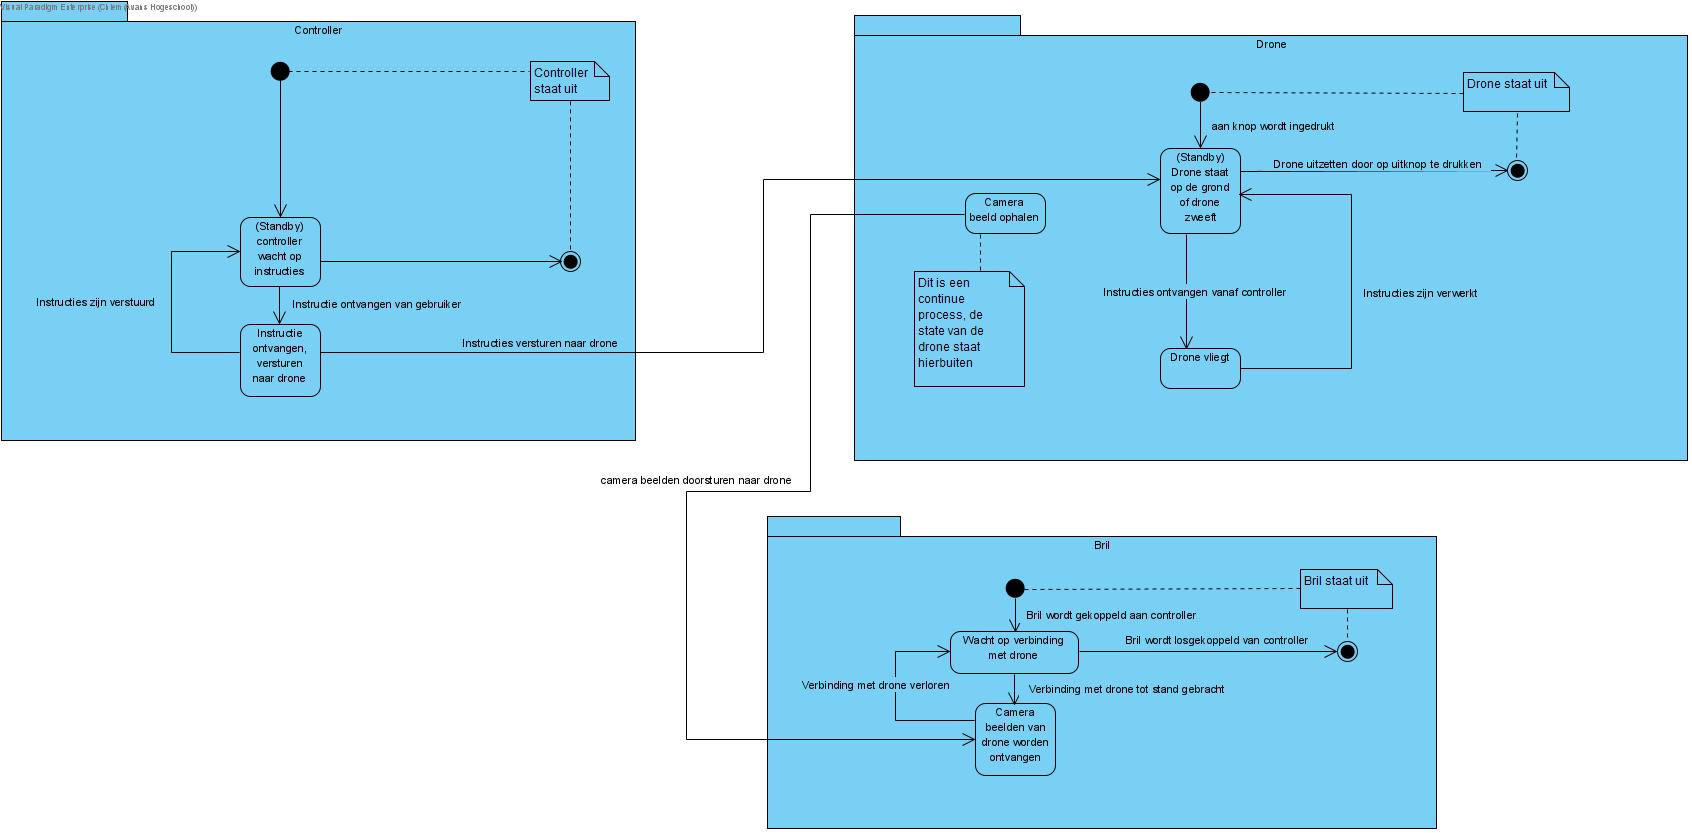 Visual Paradigm Enterprise
Controller
Controller
staat uit
(Standby)
controller
wacht op
instructies
Instructies zijn verstuurd
Instructie ontvangen van gebruiker
Instructie
ontvangen,
versturen
naar drone
Instructies versturen naar drone
Drone
Drone staat uit
aan knop wordt ingedrukt
(Standby)
Drone staat
op de grond
of drone
zweeft
Drone uitzetten door op uitknop te drukken
Camera
beeld ophalen
Dit is een
continue
process, de
state van de
drone staat
hierbuiten
Instructies ontvangen vanaf controller
Instructies zijn verwerkt
Drone vliegt
camera beelden doorsturen naar drone
Bril
Bril staat uit
Bril wordt gekoppeld aan controller
Wacht op verbinding
met drone
Bril wordt losgekoppeld van controller
Verbinding met drone verloren
Verbinding met drone tot stand gebracht
Camera
beelden van
drone worden
ontvangen